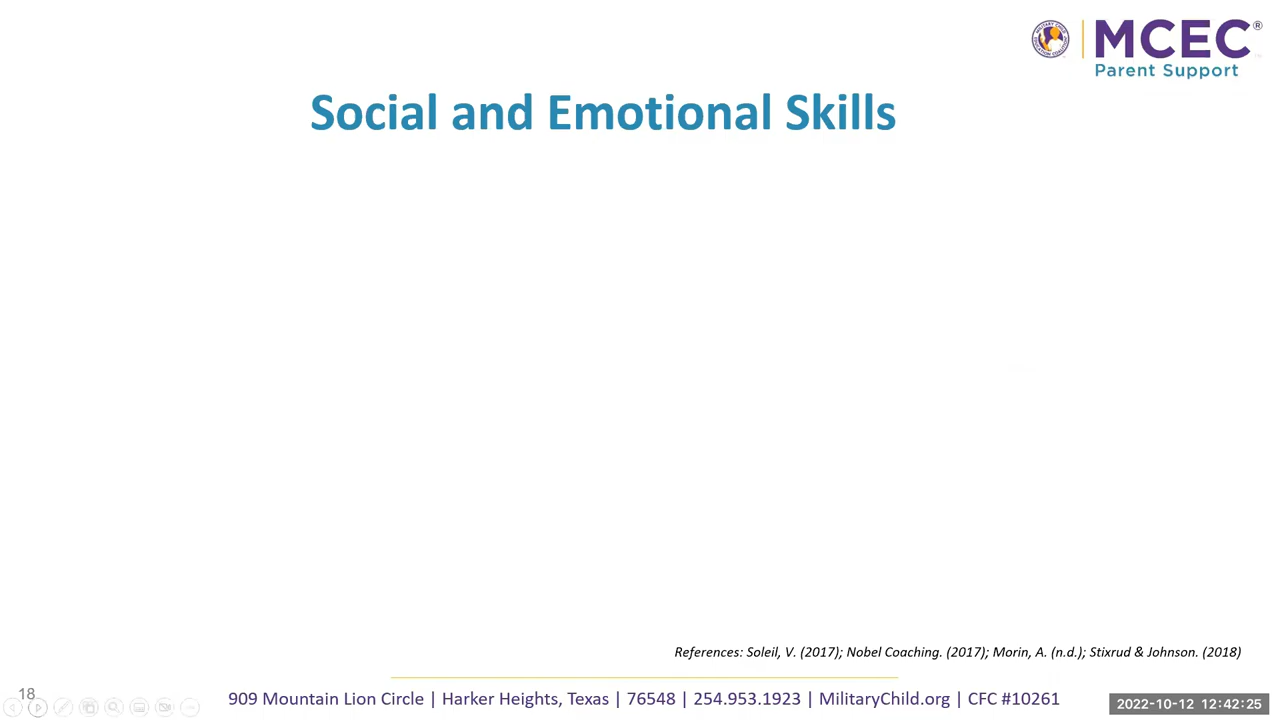 MCEC®
Parent Support
Social and Emotional Skills
References: Soleil, V. (2017); Nobel Coaching. (2017); Morin, A. (n.d.); Stixrud & Johnson. (2018)
18
909 Mountain Lion Circle | Harker Heights, Texas | 76548 | 254.953.1923 | MilitaryChild.org | CFC #10261
2022-10-12 12:42:25